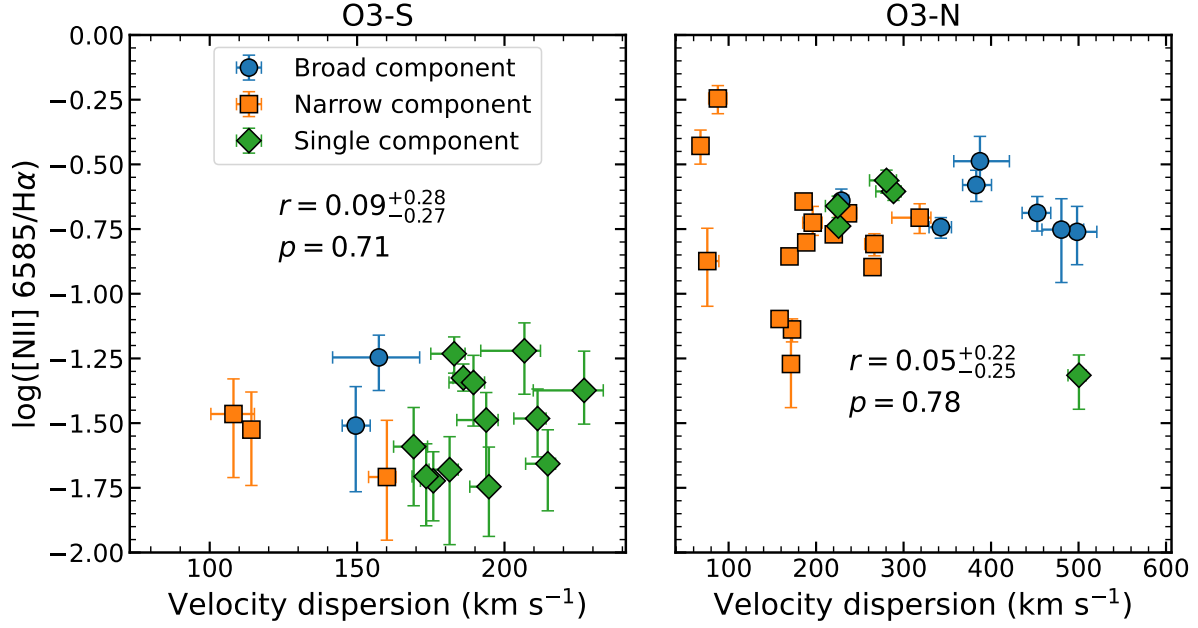 O3-S
O3-N
0.00
−0.25
−0.50
−0.75
−1.00
−1.25
−1.50
−1.75
−2.00
log([NII] 6585/Hα)
Broad component
Narrow component
Single component
r = 0.09 +0.28 −0.27
p = 0.71
r = 0.05 +0.22 −0.25
p = 0.78
100 150 200
100 200 300 400 500 600
Velocity dispersion (km s−1)
Velocity dispersion (km s−1)